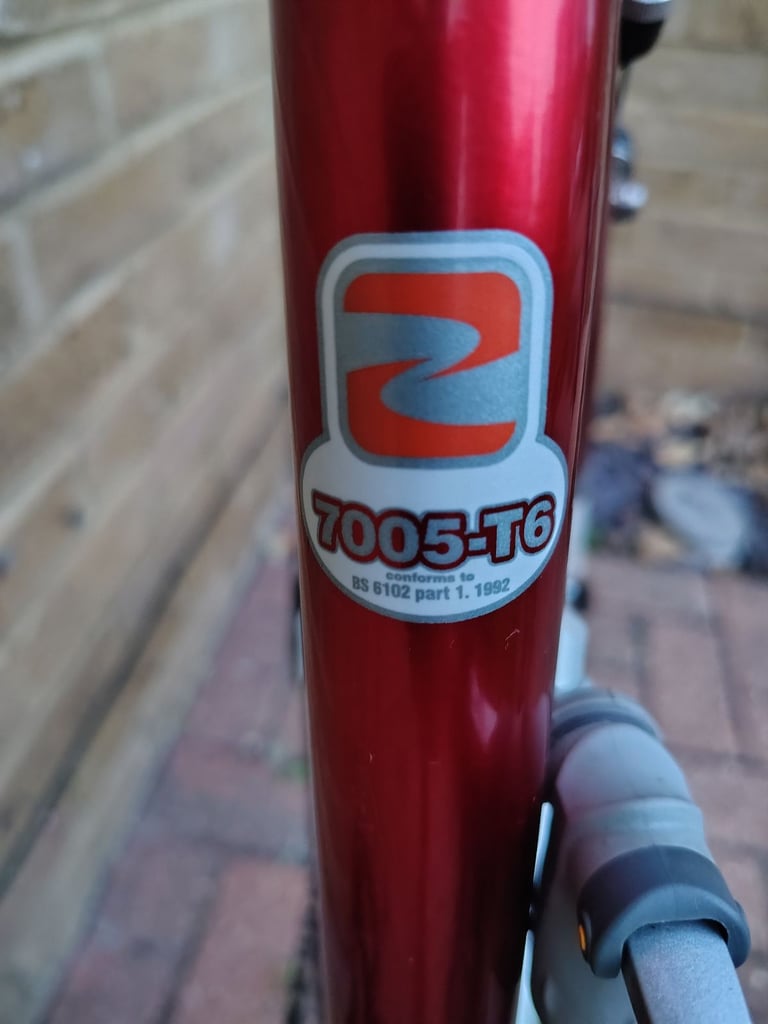 7005-T6
conforms to
BS 6102 part 1. 1992